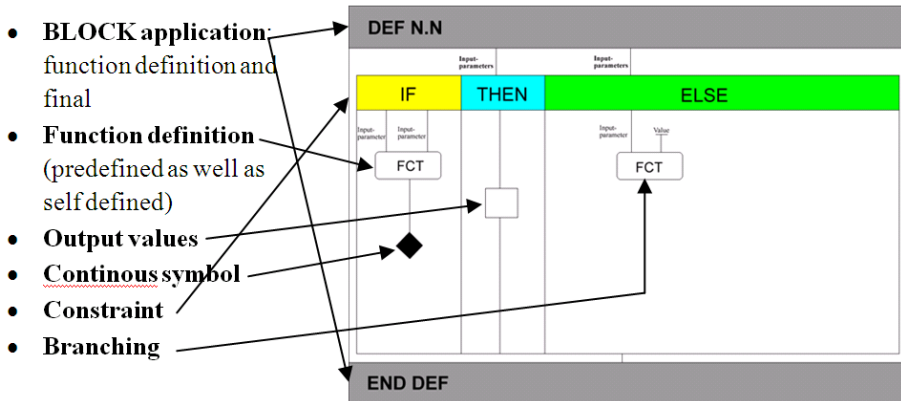 BLOCK application:
function definition and
final
Function definition
(predefined as well as
self defined)
Output values
Continous symbol
Constraint
Branching
DEF N.N
Input-
parameters
Input-
parameters
IF
THEN
ELSE
Input-
parameter
Input-
parameter
Input-
parameter
Value
FCT
FCT
END DEF